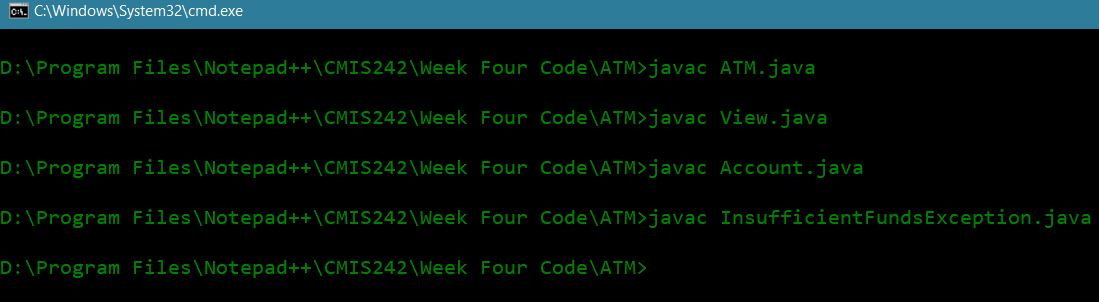 C:\Windows\System32\cmd.exe
D:\Program Files\Notepad++\CMIS242\Week Four Code\ATM>javac ATM.java
D:\Program Files\Notepad++\CMIS242\Week Four Code\ATM>javac View.java
D:\Program Files\Notepad++\CMIS242\Week Four Code\ATM>javac Account.java
D:\Program Files\Notepad++\CMIS242\Week Four Code\ATM>javac InsufficientFundsException.java
D:\Program Files\Notepad++\CMIS242\Week Four Code\ATM>